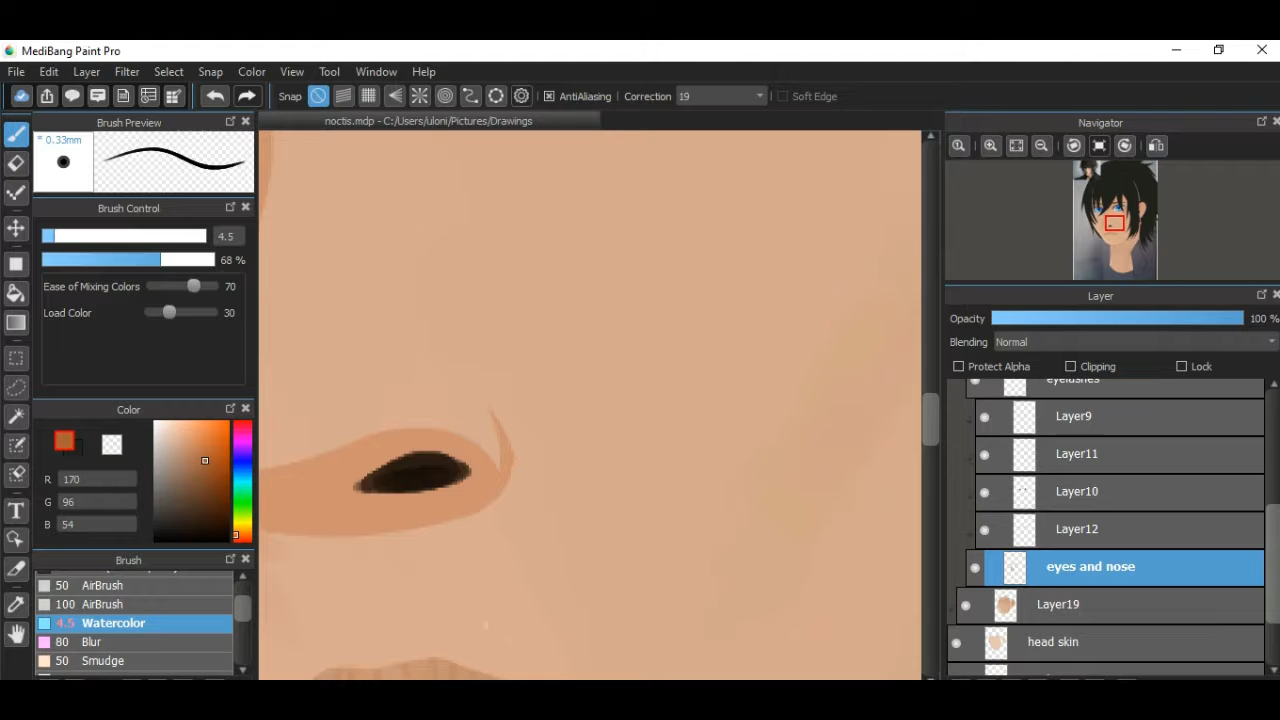 MediBang Paint Pro
File Edit Layer Filter Select Snap Color View Tool Window Help
Snap AntiAliasing Correction 19 Soft Edge
Brush Preview
noctis.mdp - C:/Users/uloni/Pictures/Drawings
Navigator
= 0.33mm
Brush Control
4.5
68 %
Ease of Mixing Colors 70
Load Color 30
Color
R 170
G 96
B 54
Brush
50 AirBrush
100 AirBrush
4.5 Watercolor
80 Blur
50 Smudge
Layer
Opacity 100 %
Blending Normal
Protect Alpha Clipping Lock
eyelashes
Layer9
Layer11
Layer10
Layer12
eyes and nose
Layer19
head skin